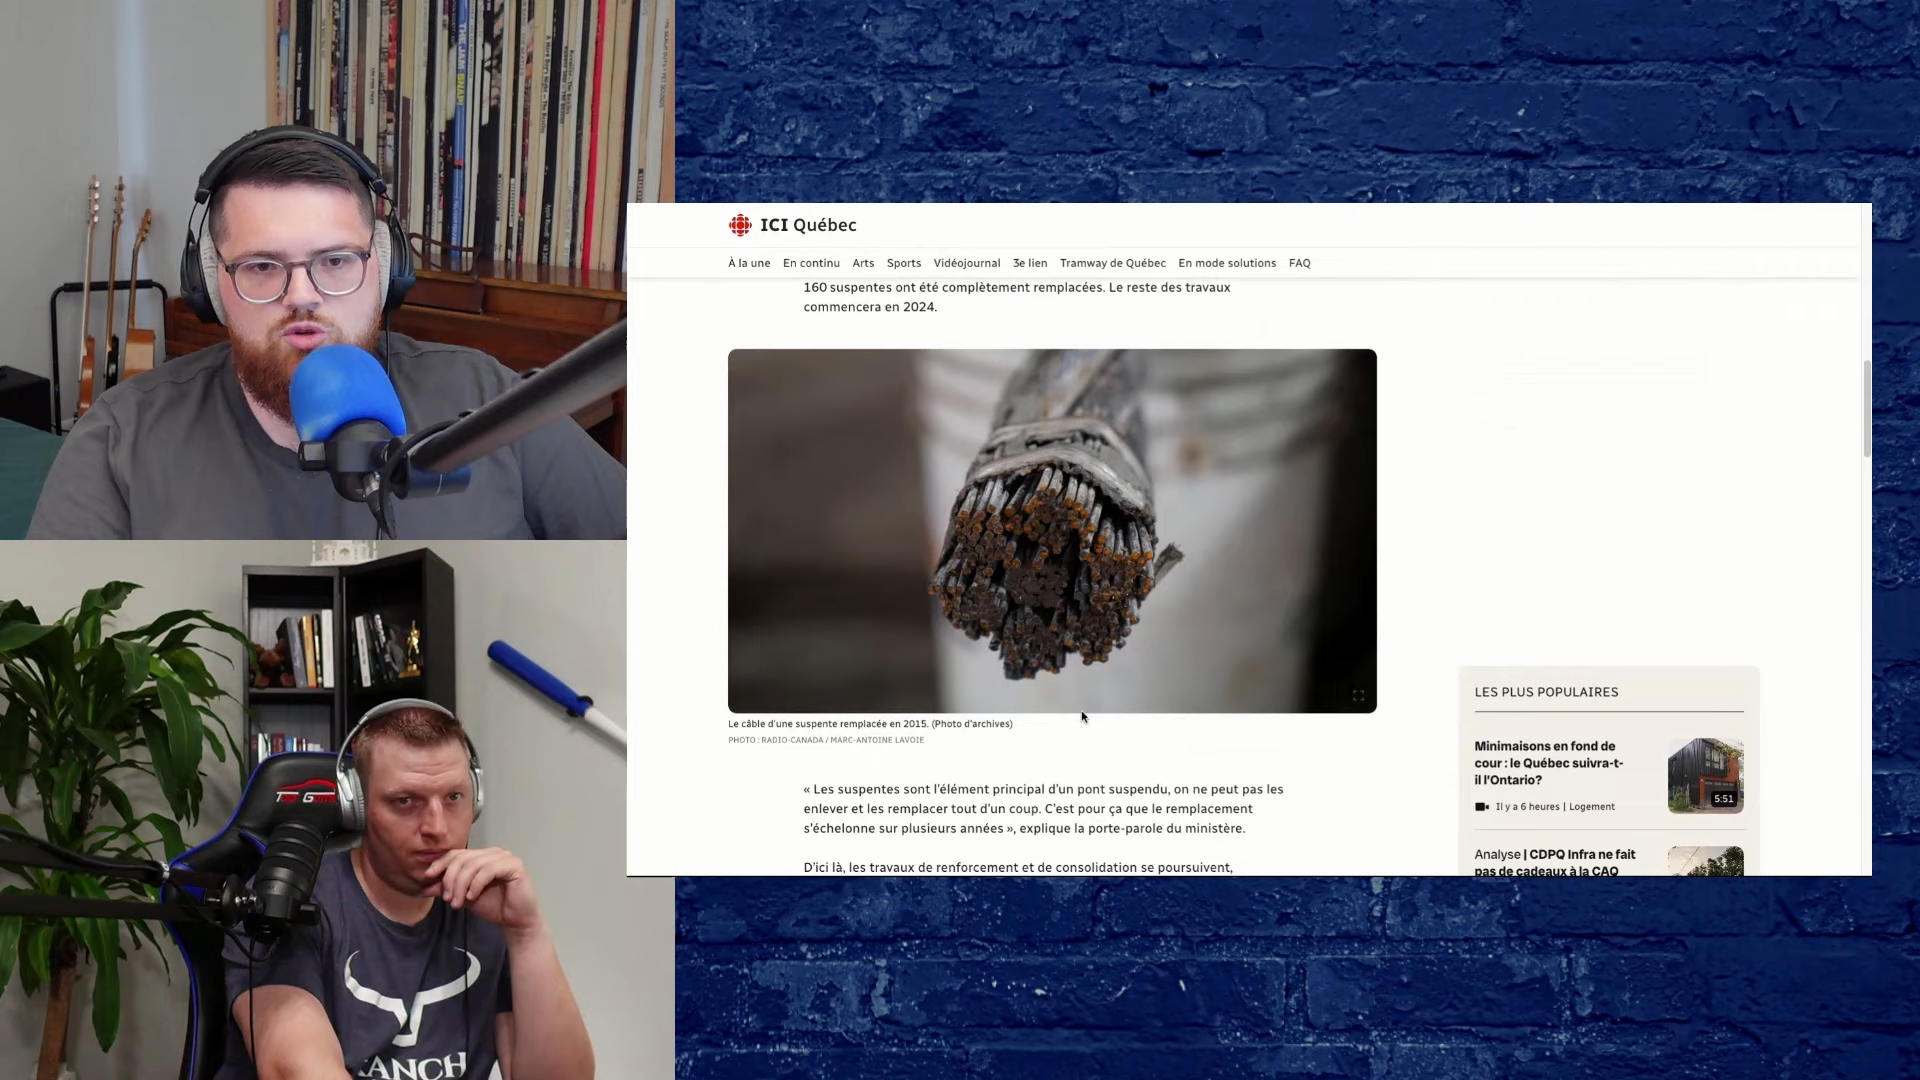 ICI Québec
À la une En continu Arts Sports Vidéojournal 3e lien Tramway de Québec En mode solutions FAQ
160 suspentes ont été complètement remplacées. Le reste des travaux
commencera en 2024.
Le câble d'une suspente remplacée en 2015. (Photo d'archives)
PHOTO : RADIO-CANADA / MARC-ANTOINE LAVOIE
« Les suspentes sont l'élément principal d'un pont suspendu, on ne peut pas les
enlever et les remplacer tout d'un coup. C'est pour ça que le remplacement
s'échelonne sur plusieurs années », explique la porte-parole du ministère.
D'ici là, les travaux de renforcement et de consolidation se poursuivent,
LES PLUS POPULAIRES
Minimaisons en fond de
cour : le Québec suivra-t-
il l'Ontario?
5:51
Il y a 6 heures | Logement
Analyse | CDPQ Infra ne fait
pas de cadeaux à la CAQ
THE JAM SNAP!
RANCH